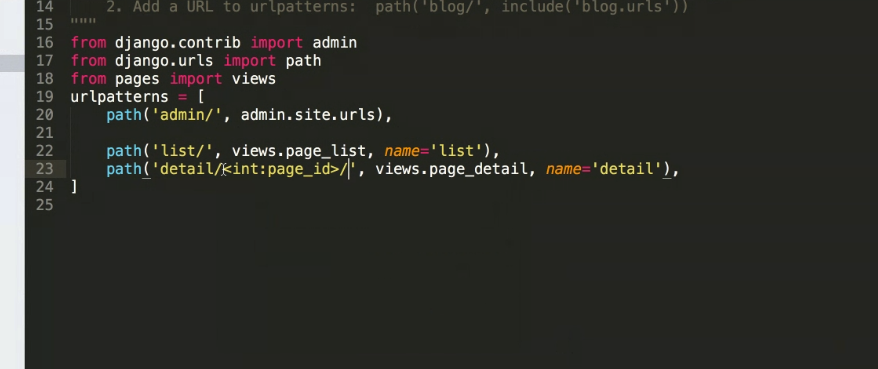 14 2. Add a URL to urlpatterns: path('blog/', include('blog.urls'))
15 """
16 from django.contrib import admin
17 from django.urls import path
18 from pages import views
19 urlpatterns = [
20 path('admin/', admin.site.urls),
21
22 path('list/', views.page_list, name='list'),
23 path('detail/<int:page_id>/', views.page_detail, name='detail'),
24 ]
25